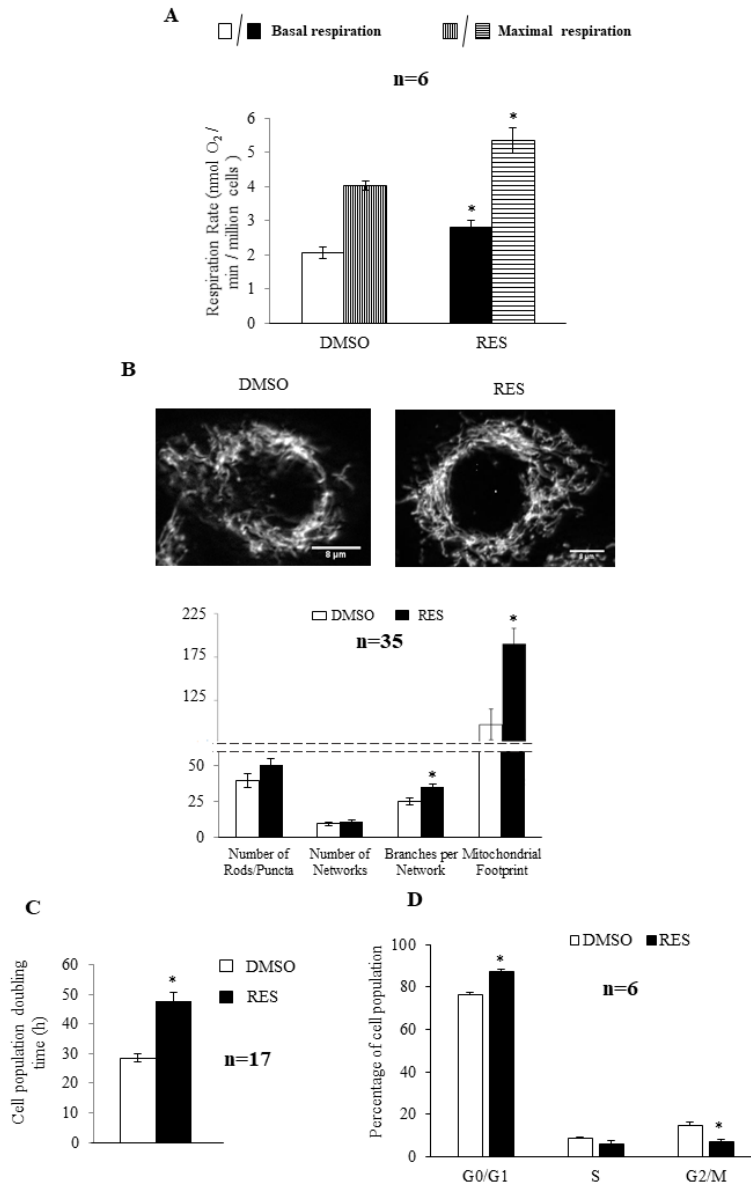 A
Basal respiration
Maximal respiration
n=6
Respiration Rate (nmol O2 /
min / million cells )
6
5
4
3
2
1
0
*
*
DMSO
RES
B
DMSO
RES
8 µm
DMSO
RES
n=35
225
175
125
50
25
0
*
*
Number of
Rods/Puncta
Number of
Networks
Branches per
Network
Mitochondrial
Footprint
C
Cell population doubling
time (h)
60
50
40
30
20
10
0
*
DMSO
RES
n=17
D
Percentage of cell population
100
80
60
40
20
0
DMSO
RES
n=6
*
*
G0/G1
S
G2/M